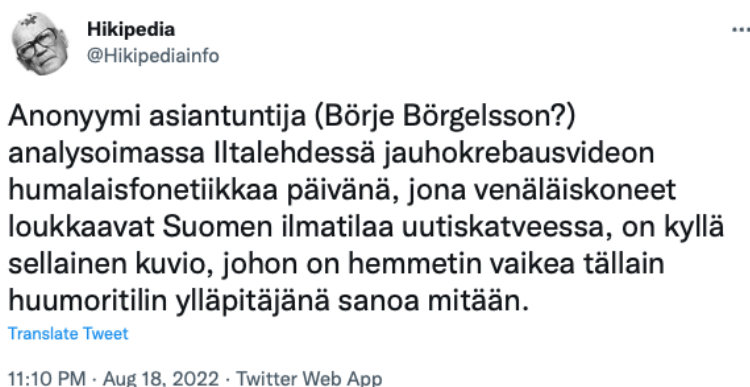 Hikipedia
@Hikipediainfo
Anonyymi asiantuntija (Börje Börgelsson?)
analysoimassa Iltalehdessä jauhokrebausvideon
humalaisfonetiikkaa päivänä, jona venäläiskoneet
loukkaavat Suomen ilmatilaa uutiskatveessa, on kyllä
sellainen kuvio, johon on hemmetin vaikea tällain
huumoritilin ylläpitäjänä sanoa mitään.
Translate Tweet
11:10 PM · Aug 18, 2022 · Twitter Web App